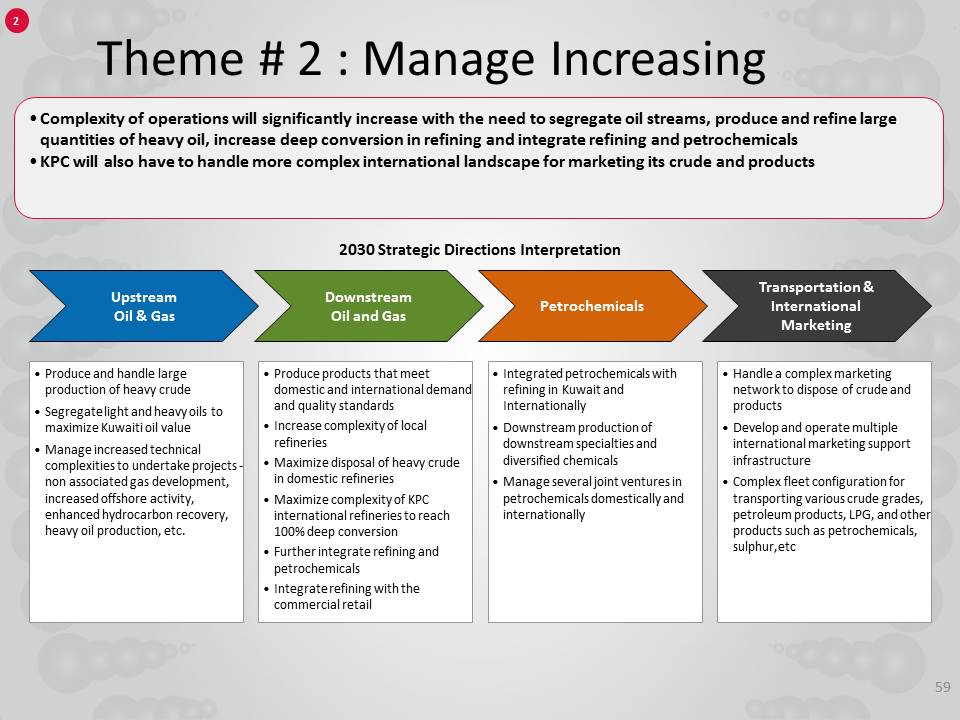 2
Theme # 2 : Manage Increasing
•Complexity of operations will significantly increase with the need to segregate oil streams, produce and refine large
quantities of heavy oil, increase deep conversion in refining and integrate refining and petrochemicals
•KPC will also have to handle more complex international landscape for marketing its crude and products
2030 Strategic Directions Interpretation
Upstream
Oil & Gas
Downstream
Oil and Gas
Petrochemicals
Transportation &
International
Marketing
• Produce and handle large
production of heavy crude
• Segregate light and heavy oils to
maximize Kuwaiti oil value
• Manage increased technical
complexities to undertake projects -
non associated gas development,
increased offshore activity,
enhanced hydrocarbon recovery,
heavy oil production, etc.
• Produce products that meet
domestic and international demand
and quality standards
• Increase complexity of local
refineries
• Maximize disposal of heavy crude
in domestic refineries
• Maximize complexity of KPC
international refineries to reach
100% deep conversion
• Further integrate refining and
petrochemicals
• Integrate refining with the
commercial retail
• Integrated petrochemicals with
refining in Kuwait and
Internationally
• Downstream production of
downstream specialties and
diversified chemicals
• Manage several joint ventures in
petrochemicals domestically and
internationally
• Handle a complex marketing
network to dispose of crude and
products
• Develop and operate multiple
international marketing support
infrastructure
• Complex fleet configuration for
transporting various crude grades,
petroleum products, LPG, and other
products such as petrochemicals,
sulphur, etc
59